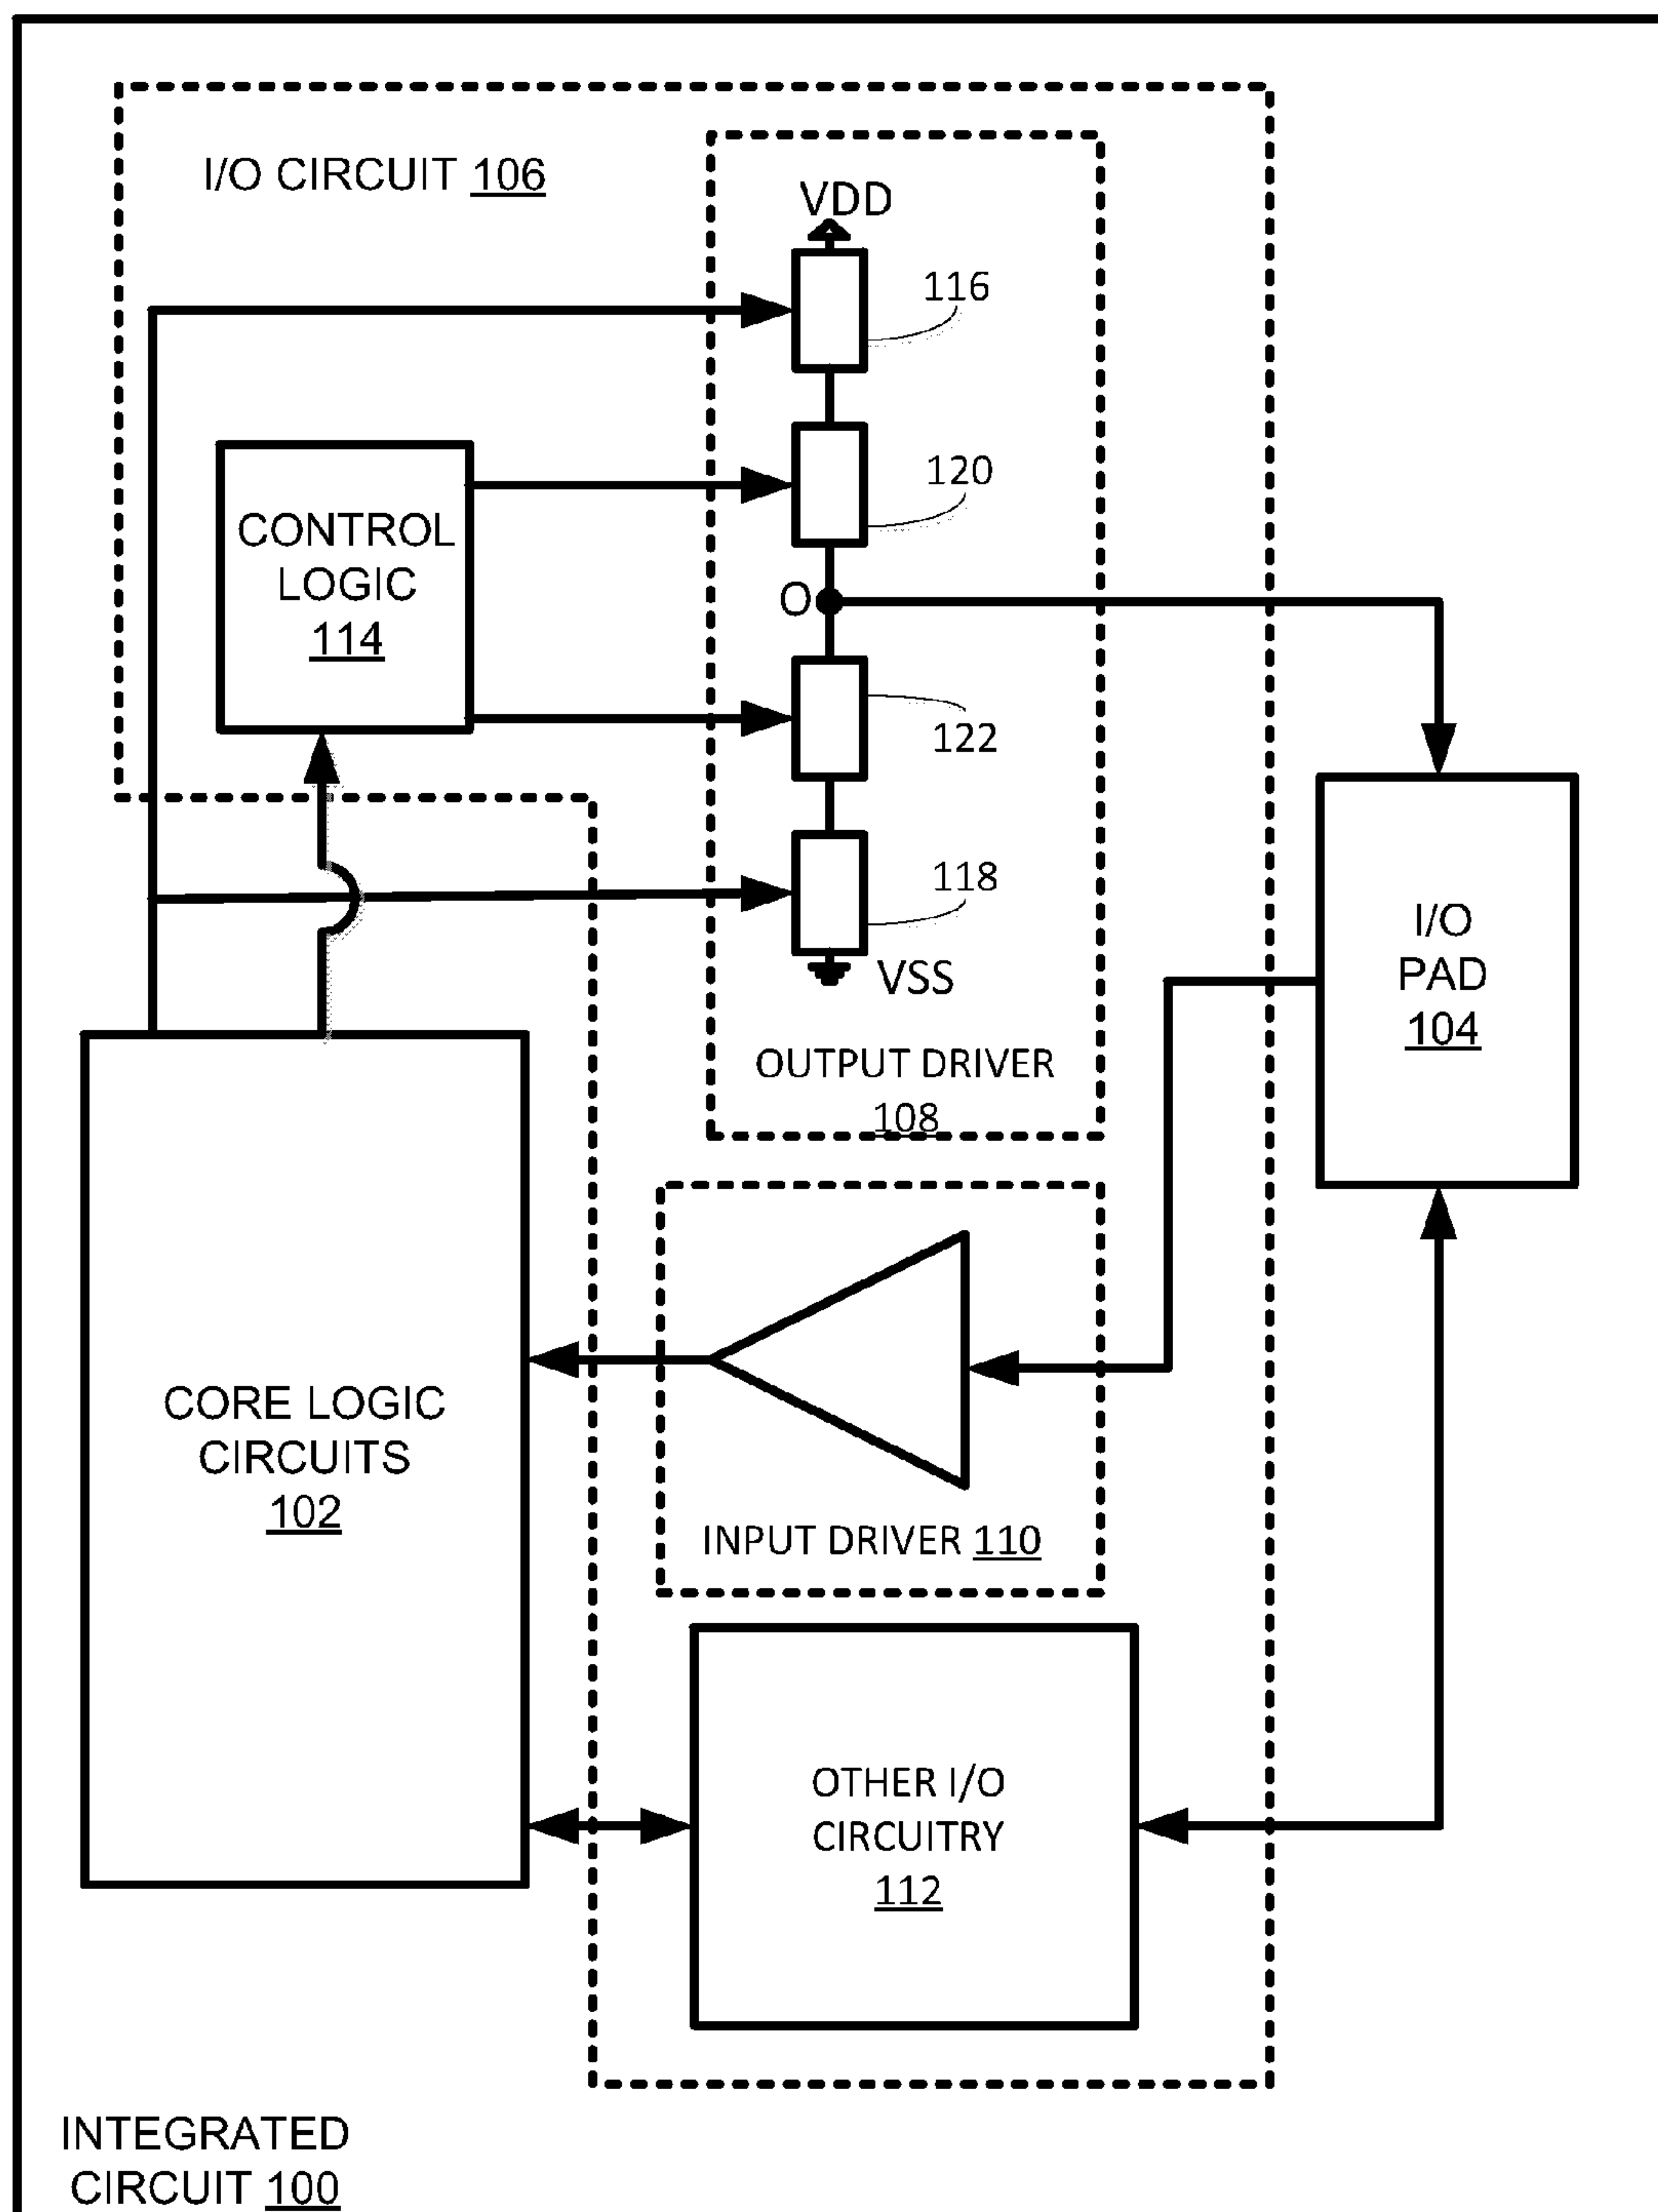 I/O CIRCUIT 106
VDD
116
120
CONTROL
LOGIC
114
O
122
118
VSS
I/O
PAD
104
OUTPUT DRIVER
108
CORE LOGIC
CIRCUITS
102
INPUT DRIVER 110
OTHER I/O
CIRCUITRY
112
INTEGRATED
CIRCUIT 100